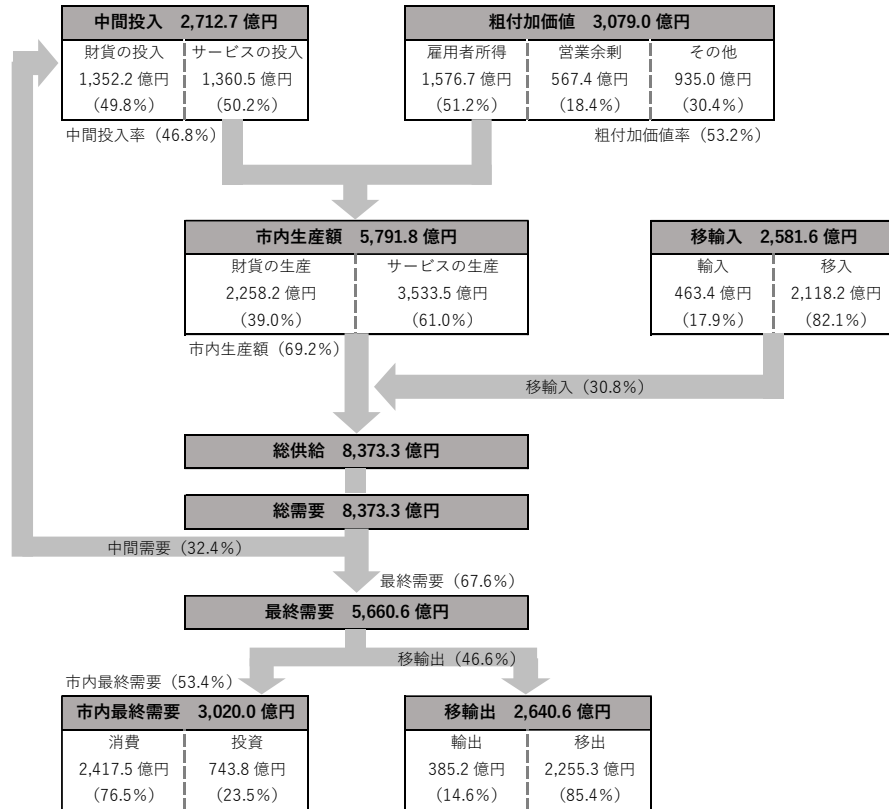 中間投入 2,712.7 億円
財貨の投入
1,352.2 億円
(49.8%)
サービスの投入
1,360.5 億円
(50.2%)
粗付加価値 3,079.0 億円
雇用者所得
1,576.7 億円
(51.2%)
営業余剰
567.4 億円
(18.4%)
その他
935.0 億円
(30.4%)
中間投入率(46.8%)
粗付加価値率(53.2%)
市内生産額 5,791.8 億円
財貨の生産
2,258.2 億円
(39.0%)
サービスの生産
3,533.5 億円
(61.0%)
移輸入 2,581.6 億円
輸入
463.4 億円
(17.9%)
移入
2,118.2 億円
(82.1%)
市内生産額(69.2%)
移輸入(30.8%)
総供給 8,373.3 億円
総需要 8,373.3 億円
中間需要(32.4%)
最終需要(67.6%)
最終需要 5,660.6 億円
移輸出(46.6%)
市内最終需要(53.4%)
市内最終需要 3,020.0 億円
消費
2,417.5 億円
(76.5%)
投資
743.8 億円
(23.5%)
移輸出 2,640.6 億円
輸出
385.2 億円
(14.6%)
移出
2,255.3 億円
(85.4%)